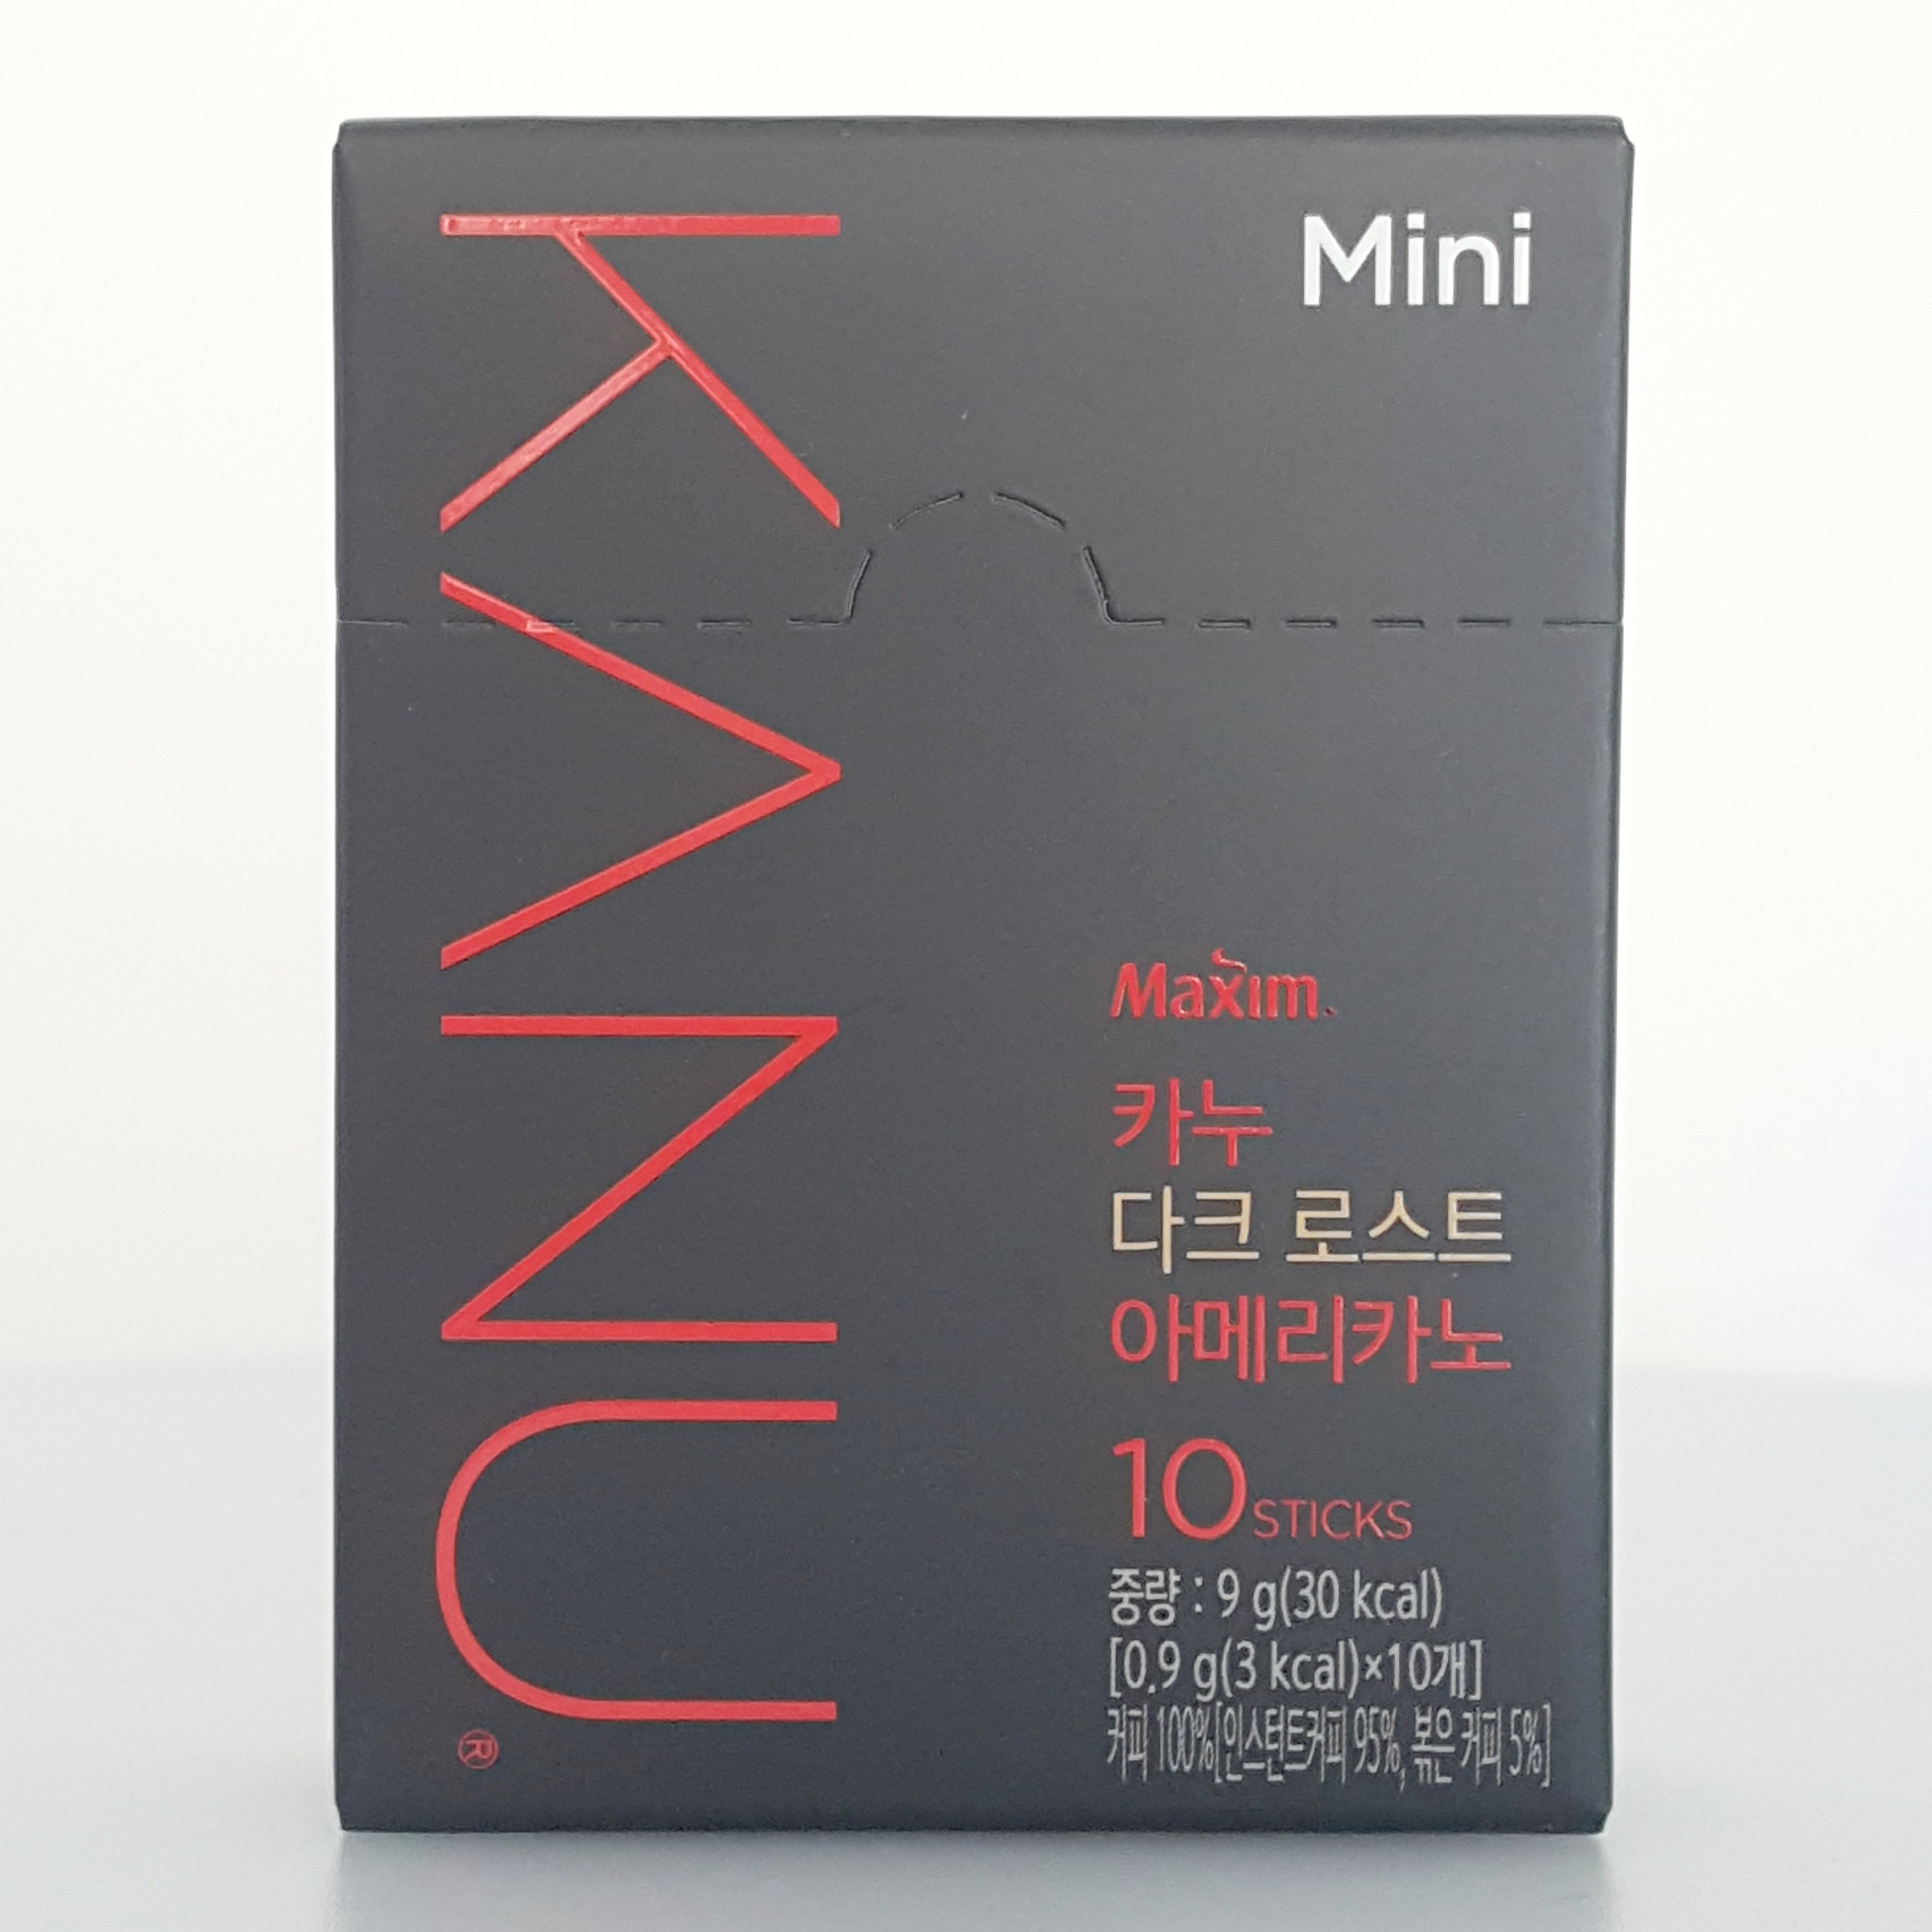 KANU®
Mini
Maxim.
카누
다크 로스트
아메리카노
10 STICKS
중량 : 9 g(30 kcal)
[0.9 g(3 kcal)×10개]
커피 100%[인스턴트커피 95%, 볶은 커피 5%]